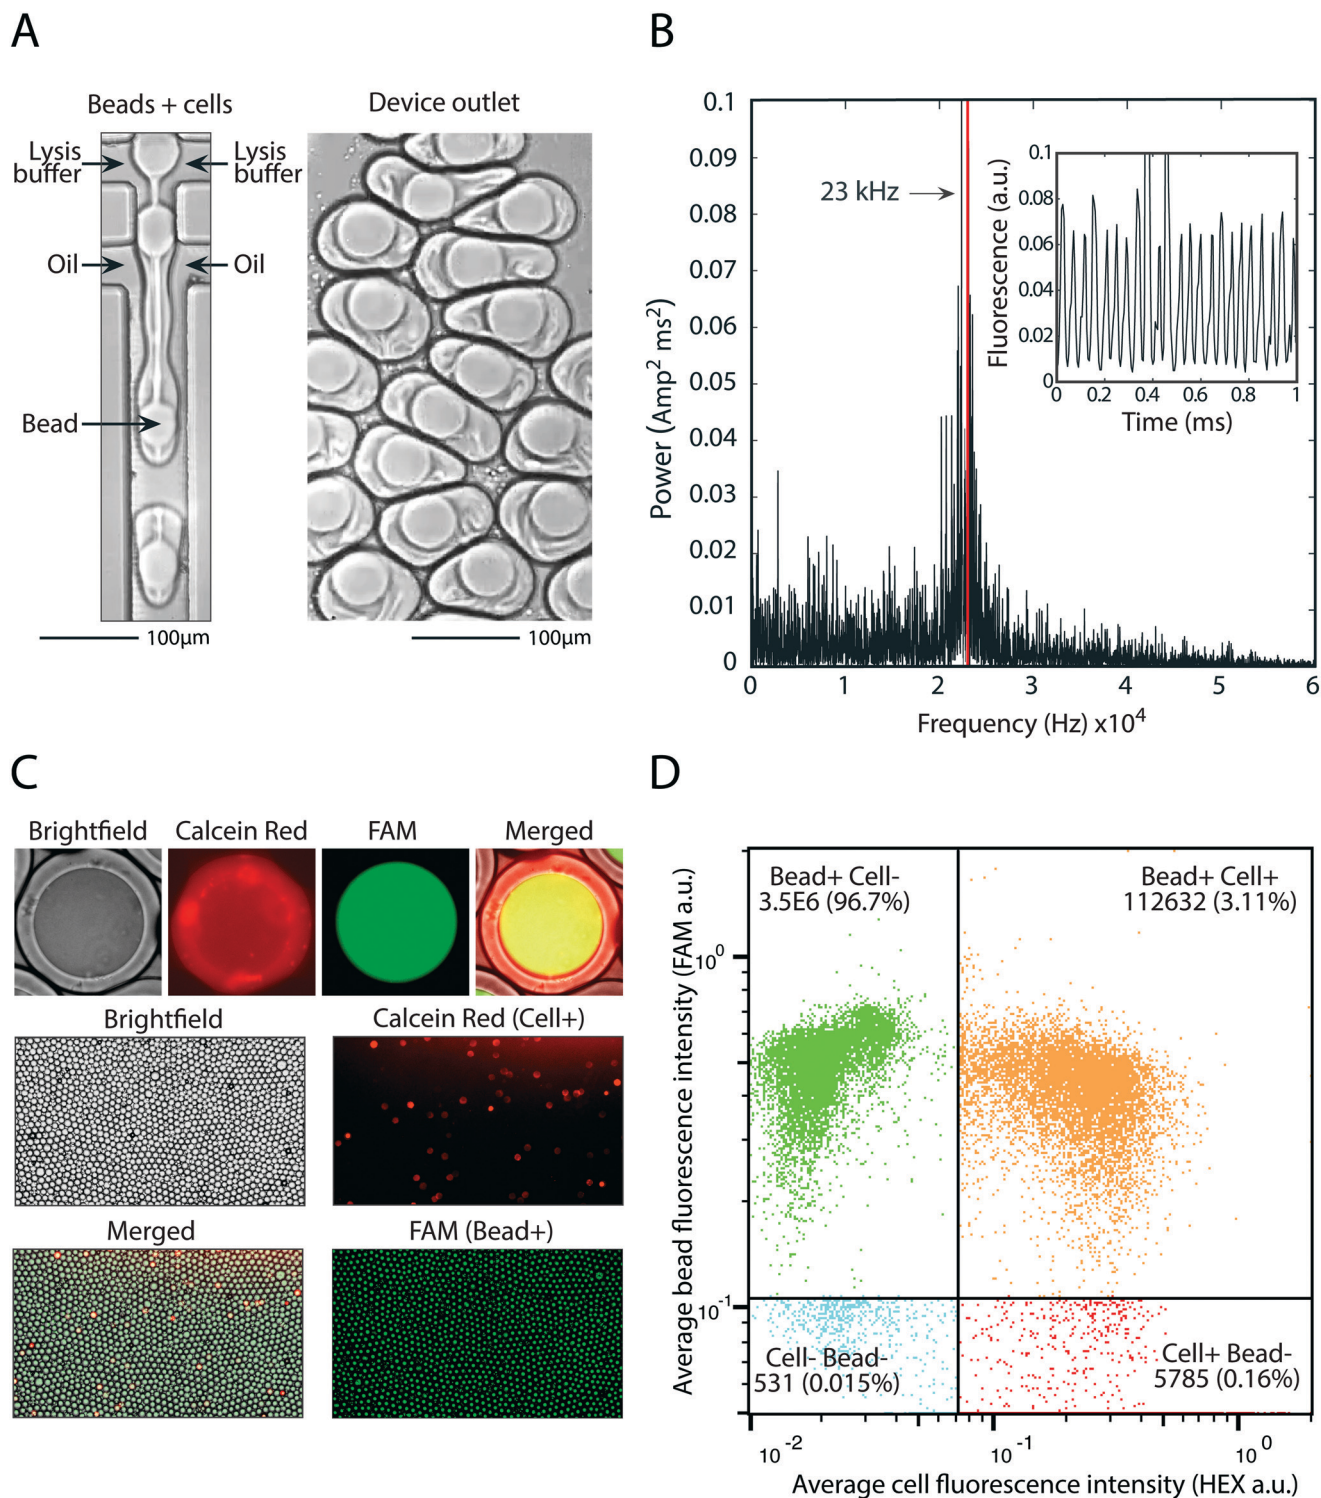 A
Beads + cells
Device outlet
Lysis
buffer
Lysis
buffer
Oil
Oil
Bead
100μm
100μm
B
0.1
0.09
0.08
0.07
0.06
0.05
0.04
0.03
0.02
0.01
0
Power (Amp² ms²)
23 kHz
0.1
0.08
0.06
0.04
0.02
0
Fluorescence (a.u.)
0 0.2 0.4 0.6 0.8 1
Time (ms)
0 1 2 3 4 5 6
Frequency (Hz) x10⁴
C
Brightfield
Calcein Red
FAM
Merged
Brightfield
Calcein Red (Cell+)
Merged
FAM (Bead+)
D
Bead+ Cell-
3.5E6 (96.7%)
Bead+ Cell+
112632 (3.11%)
Cell- Bead-
531 (0.015%)
Cell+ Bead-
5785 (0.16%)
10⁰
10⁻¹
Average bead fluorescence intensity (FAM a.u.)
10⁻² 10⁻¹ 10⁰
Average cell fluorescence intensity (HEX a.u.)